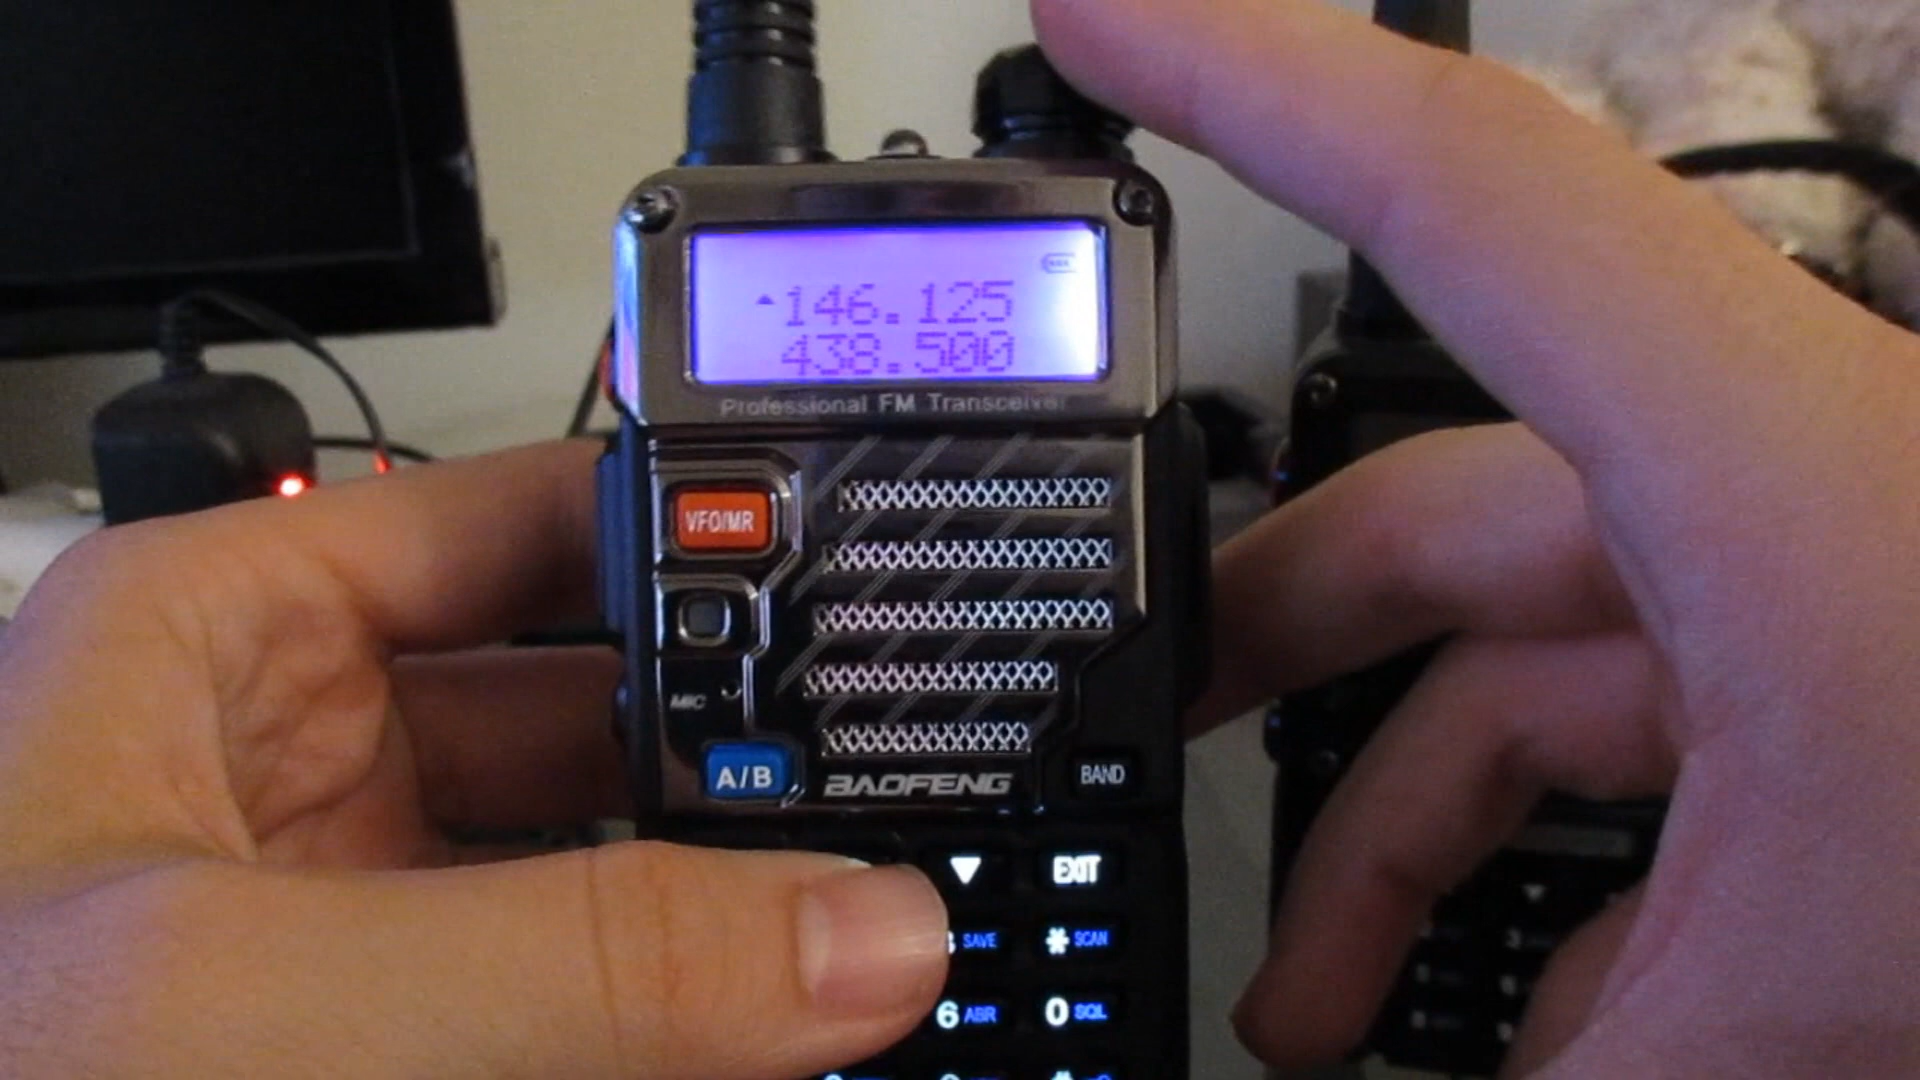 146.125
438.500
Professional FM Transceiver
VFO/MR
MIC
A/B
BAOFENG
BAND
EXIT
SAVE
* SCAN
6 ABR
0 SQL